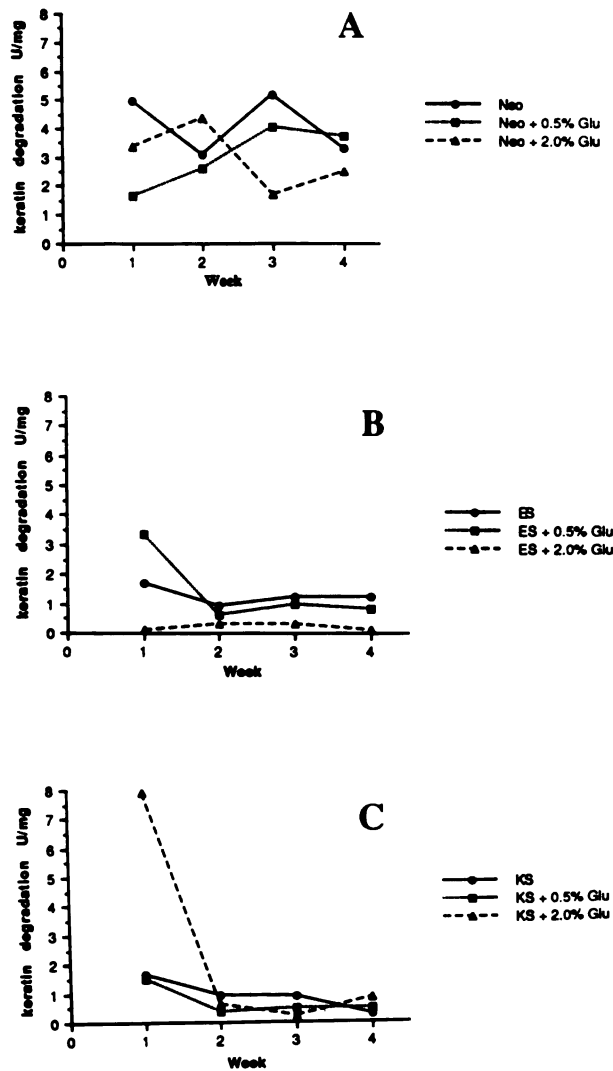 A
keratin degradation U/mg
8
7
6
5
4
3
2
1
0
0 1 2 3 4
Week
Neo
Neo + 0.5% Glu
Neo + 2.0% Glu
B
keratin degradation U/mg
8
7
6
5
4
3
2
1
0
0 1 2 3 4
Week
ES
ES + 0.5% Glu
ES + 2.0% Glu
C
keratin degradation U/mg
8
7
6
5
4
3
2
1
0
0 1 2 3 4
Week
KS
KS + 0.5% Glu
KS + 2.0% Glu